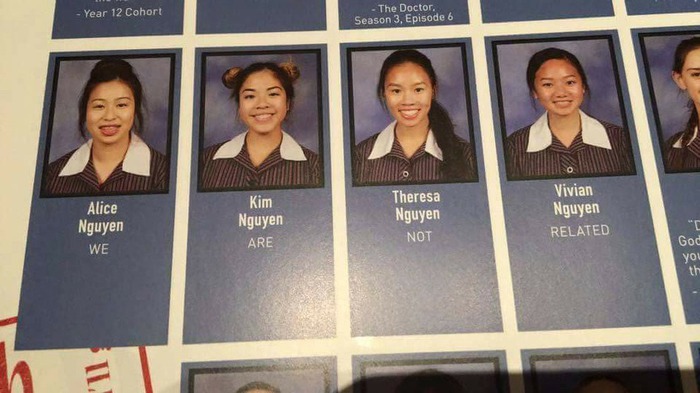 - Year 12 Cohort
- The Doctor,
Season 3, Episode 6
Alice
Nguyen
WE
Kim
Nguyen
ARE
Theresa
Nguyen
NOT
Vivian
Nguyen
RELATED